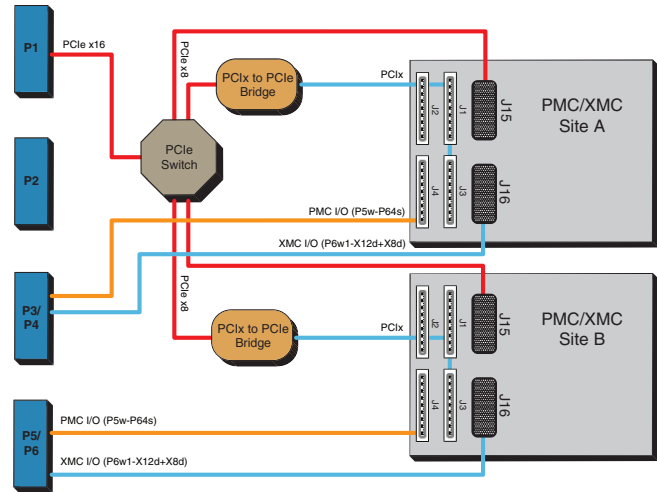 P1
PCIe x16
PCIe x8
PCIx to PCIe
Bridge
PCIx
J2
J1
J15
PMC/XMC
Site A
P2
PCIe
Switch
J4
J3
J16
PMC I/O (P5w-P64s)
XMC I/O (P6w1-X12d+X8d)
P3/
P4
PCIe x8
PCIx to PCIe
Bridge
PCIx
J2
J1
J15
PMC/XMC
Site B
J4
J3
J16
P5/
P6
PMC I/O (P5w-P64s)
XMC I/O (P6w1-X12d+X8d)